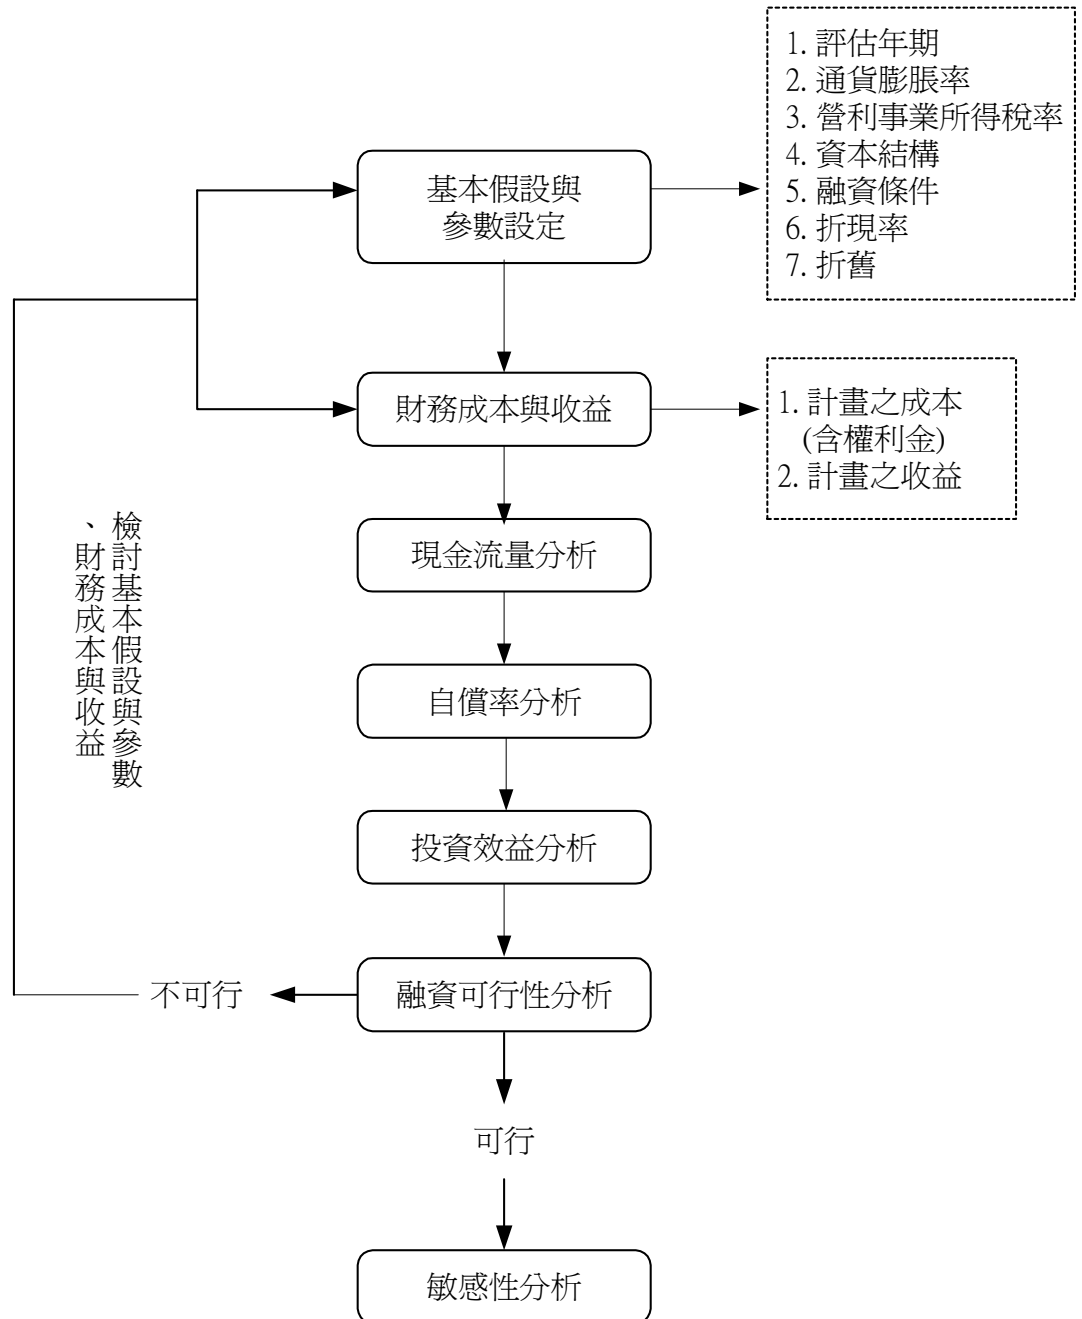 1. 評估年期
2. 通貨膨脹率
3. 營利事業所得稅率
4. 資本結構
5. 融資條件
6. 折現率
7. 折舊
基本假設與
參數設定
財務成本與收益
1. 計畫之成本
(含權利金)
2. 計畫之收益
現金流量分析
檢討基本假設與參數
、財務成本與收益
自償率分析
投資效益分析
融資可行性分析
不可行
可行
敏感性分析